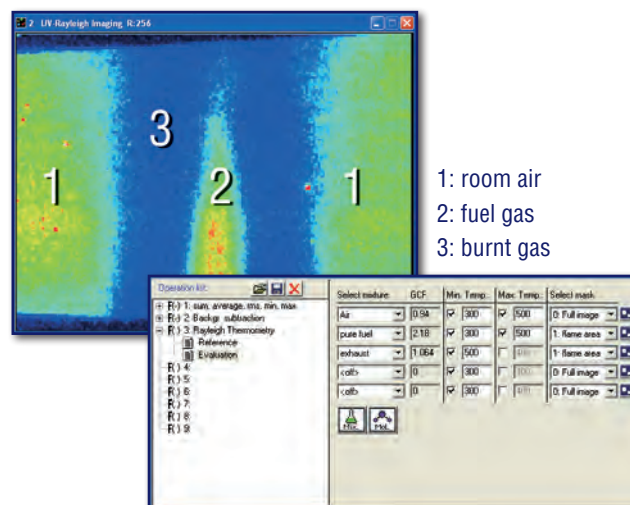 2 UV-Rayleigh Imaging R:256
1 3 2 1
1: room air
2: fuel gas
3: burnt gas
Operation list:
R(-) 1: sum, average, rms, min, max
R(-) 2: Backgr. subtraction
R(-) 3: Rayleigh Thermometry
Reference
Evaluation
R( ) 4:
R( ) 5:
R( ) 6:
R( ) 7:
R( ) 8:
R( ) 9:
Select mixture: GCF Min. Temp.: Max. Temp.: Select mask
Air 0.94 300 500 0: Full image
pure fuel 2.18 300 500 1: flame area
exhaust 1.064 500 1: flame area
<off> 0 300 0: Full image
<off> 0 300 0: Full image
Mix.. Mol..